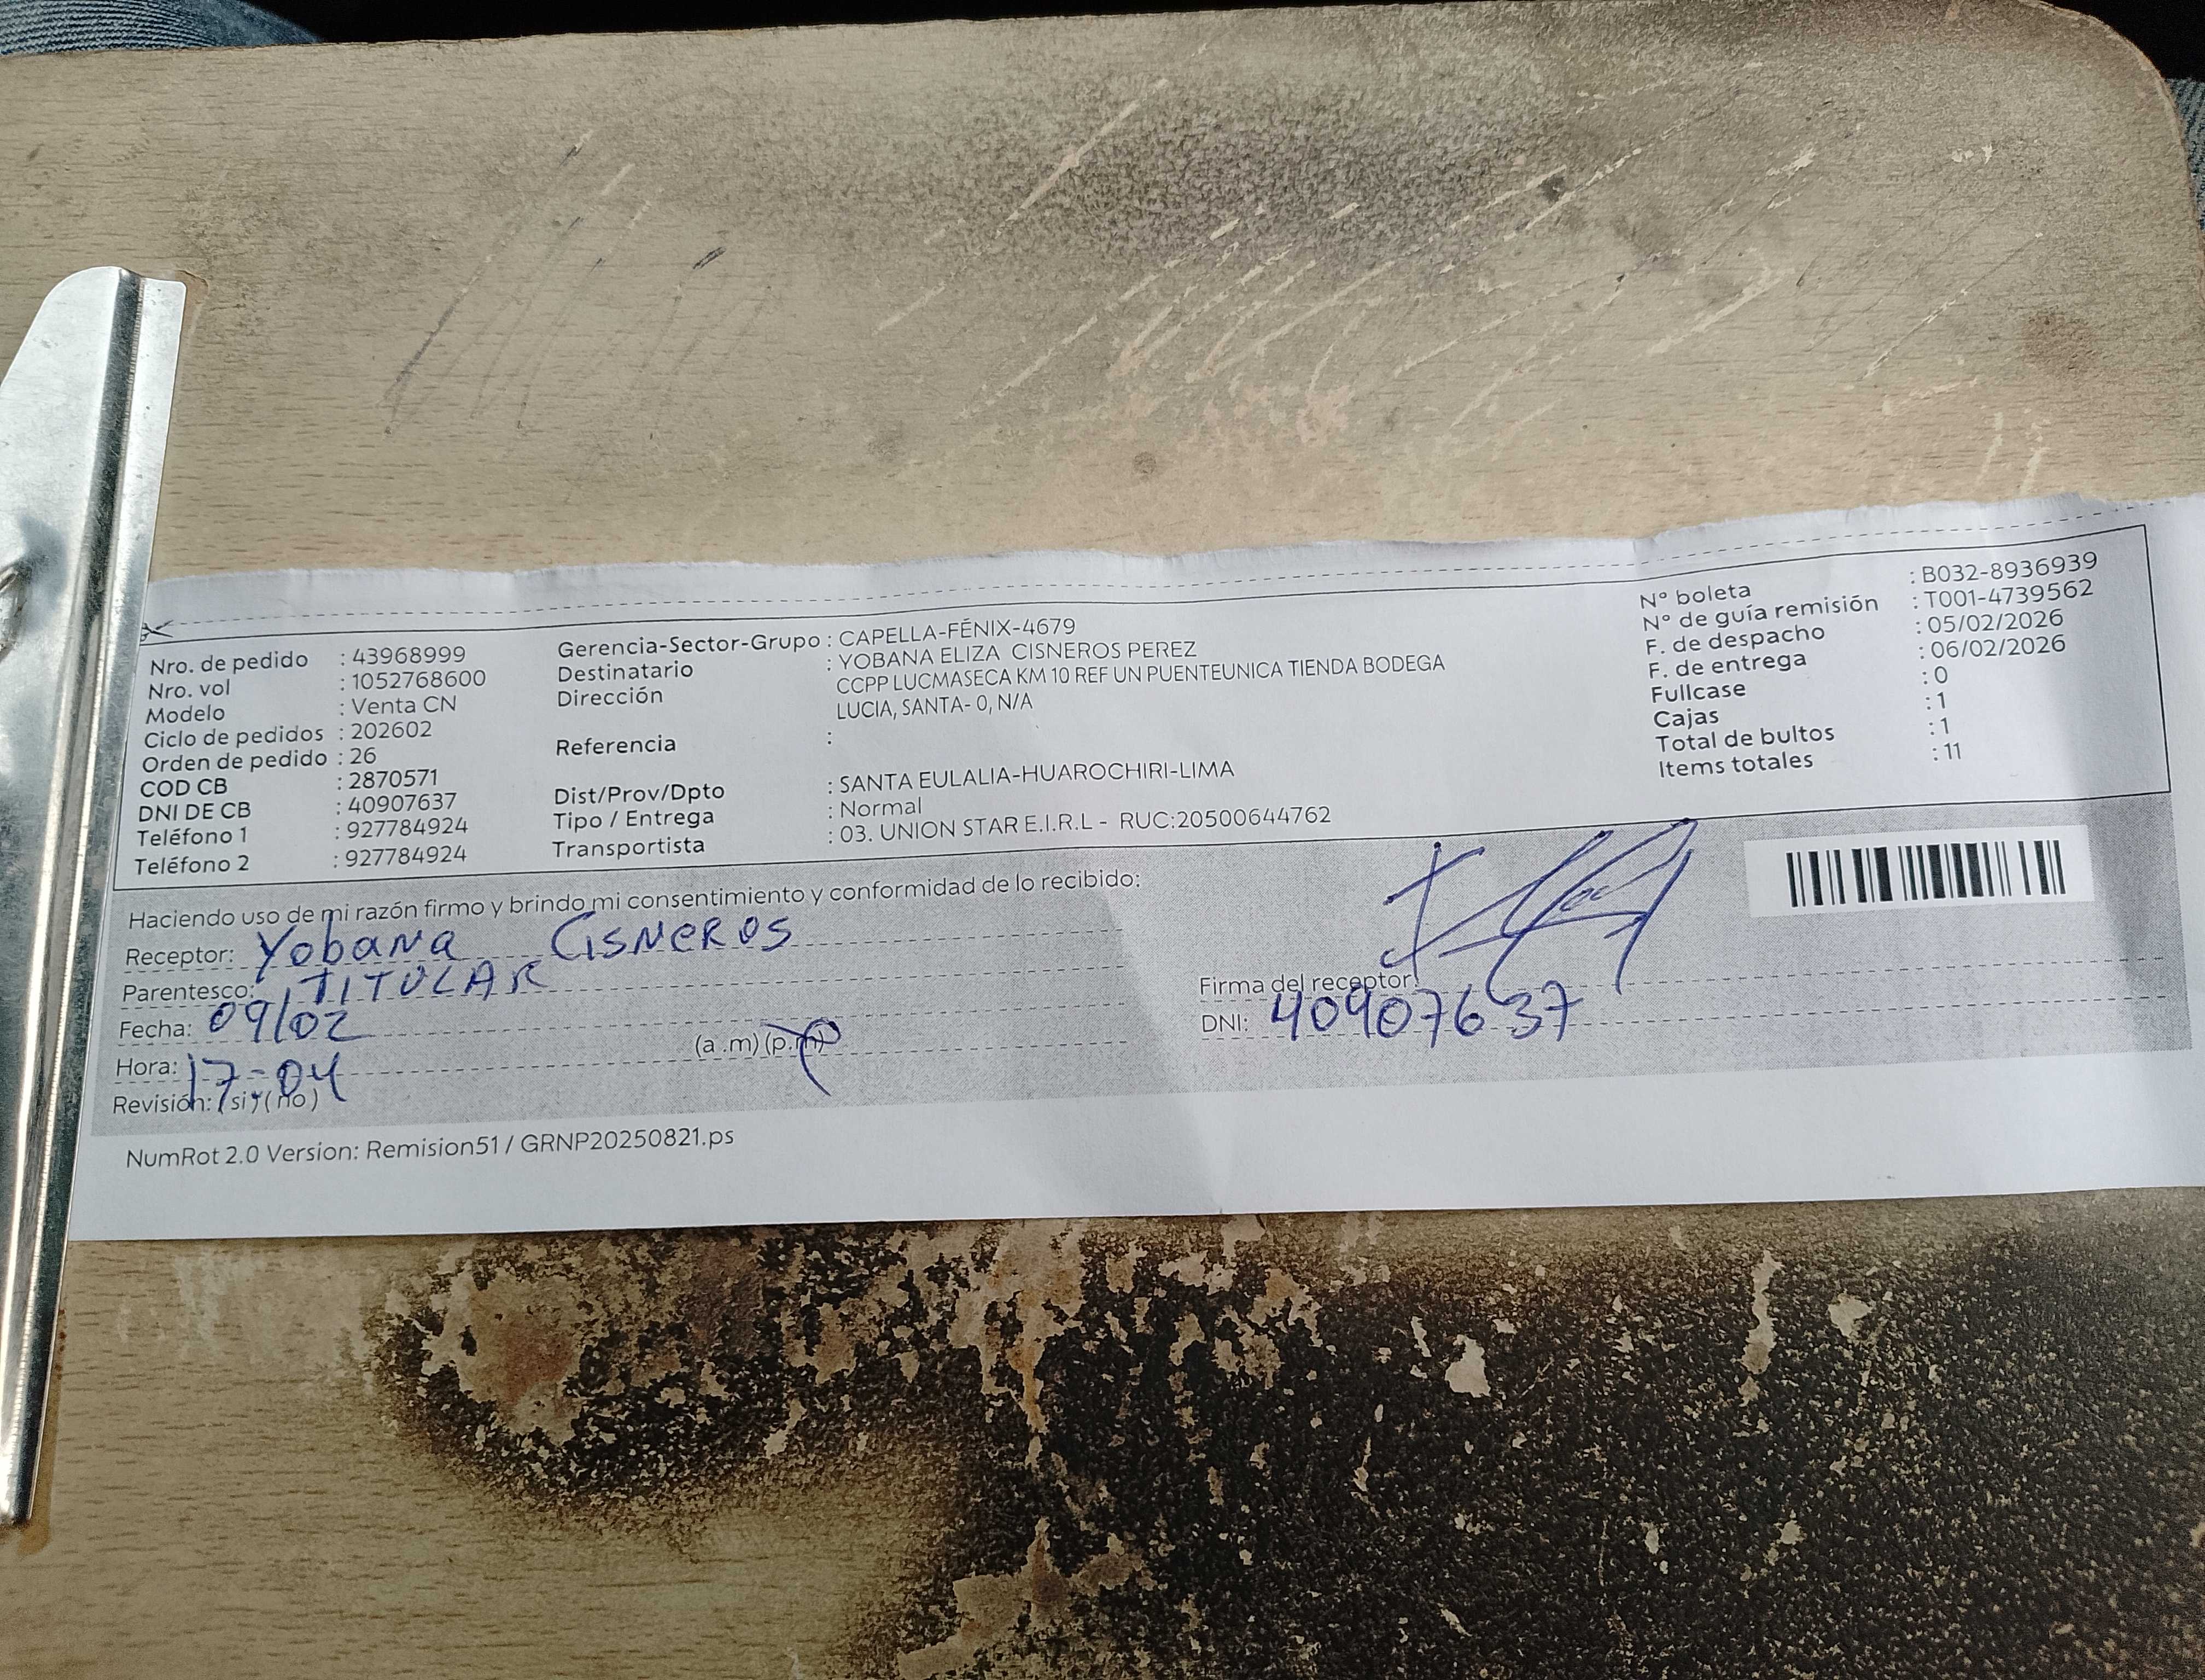 Nro. de pedido : 43968999
Nro. vol : 1052768600
Modelo : Venta CN
Ciclo de pedidos : 202602
Orden de pedido : 26
COD CB : 2870571
DNI DE CB : 40907637
Teléfono 1 : 927784924
Teléfono 2 : 927784924
Gerencia-Sector-Grupo : CAPELLA-FÉNIX-4679
Destinatario : YOBANA ELIZA CISNEROS PEREZ
Dirección CCPP LUCMASECA KM 10 REF UN PUENTEUNICA TIENDA BODEGA
LUCIA, SANTA- 0, N/A
Referencia :
Dist/Prov/Dpto : SANTA EULALIA-HUAROCHIRI-LIMA
Tipo / Entrega : Normal
Transportista : 03. UNION STAR E.I.R.L - RUC:20500644762
N° boleta : B032-8936939
N° de guía remisión : T001-4739562
F. de despacho : 05/02/2026
F. de entrega : 06/02/2026
Fullcase : 0
Cajas : 1
Total de bultos : 1
Items totales : 11
Haciendo uso de mi razón firmo y brindo mi consentimiento y conformidad de lo recibido:
Receptor: Yobana Cisneros
Parentesco: TITULAR
Fecha: 09/02
Hora: 17:04 (a.m) (p.m)
Revisión: (si) (no)
Firma del receptor:
DNI: 40907637
NumRot 2.0 Version: Remision51 / GRNP20250821.ps